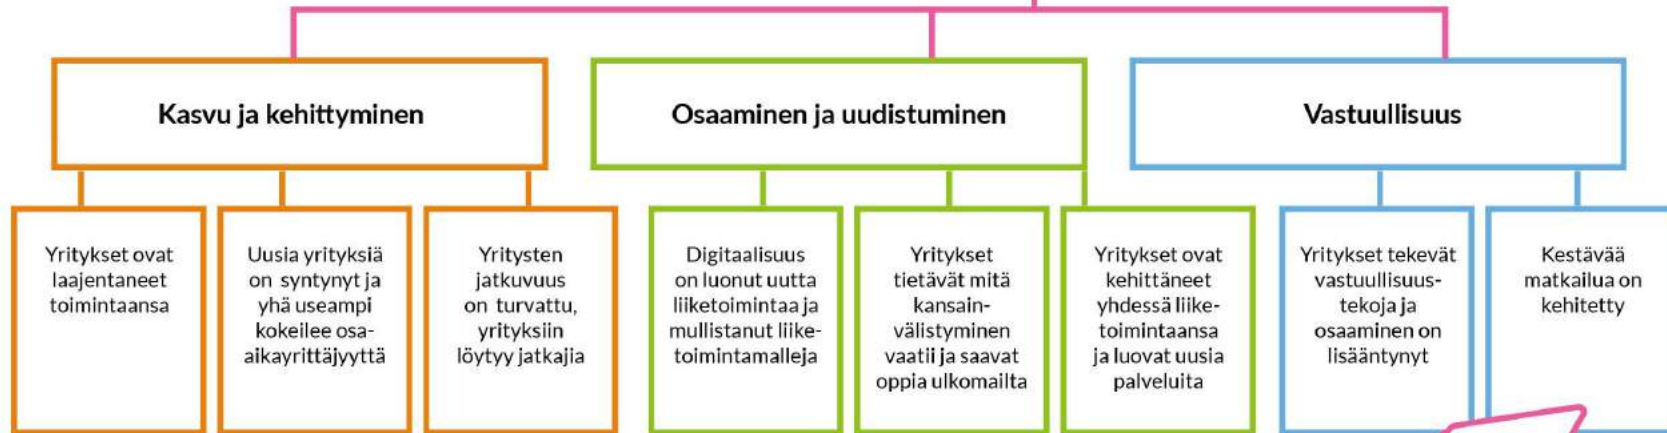 Kasvu ja kehittyminen
Osaaminen ja uudistuminen
Vastuullisuus
Yritykset ovat
laajentaneet
toimintaansa
Uusia yrityksiä
on syntynyt ja
yhä useampi
kokeilee osa-
aikayrittäjyyttä
Yritysten
jatkuvuus
on turvattu,
yrityksiin
löytyy jatkajia
Digitaalisuus
on luonut uutta
liiketoimintaa ja
mullistanut liike-
toimintamalleja
Yritykset
tietävät mitä
kansain-
välistyminen
vaatii ja saavat
oppia ulkomailta
Yritykset ovat
kehittäneet
yhdessä liike-
toimintaansa
ja luovat uusia
palveluita
Yritykset tekevät
vastuullisuus-
tekoja ja
osaaminen on
lisääntynyt
Kestävää
matkailua on
kehitetty